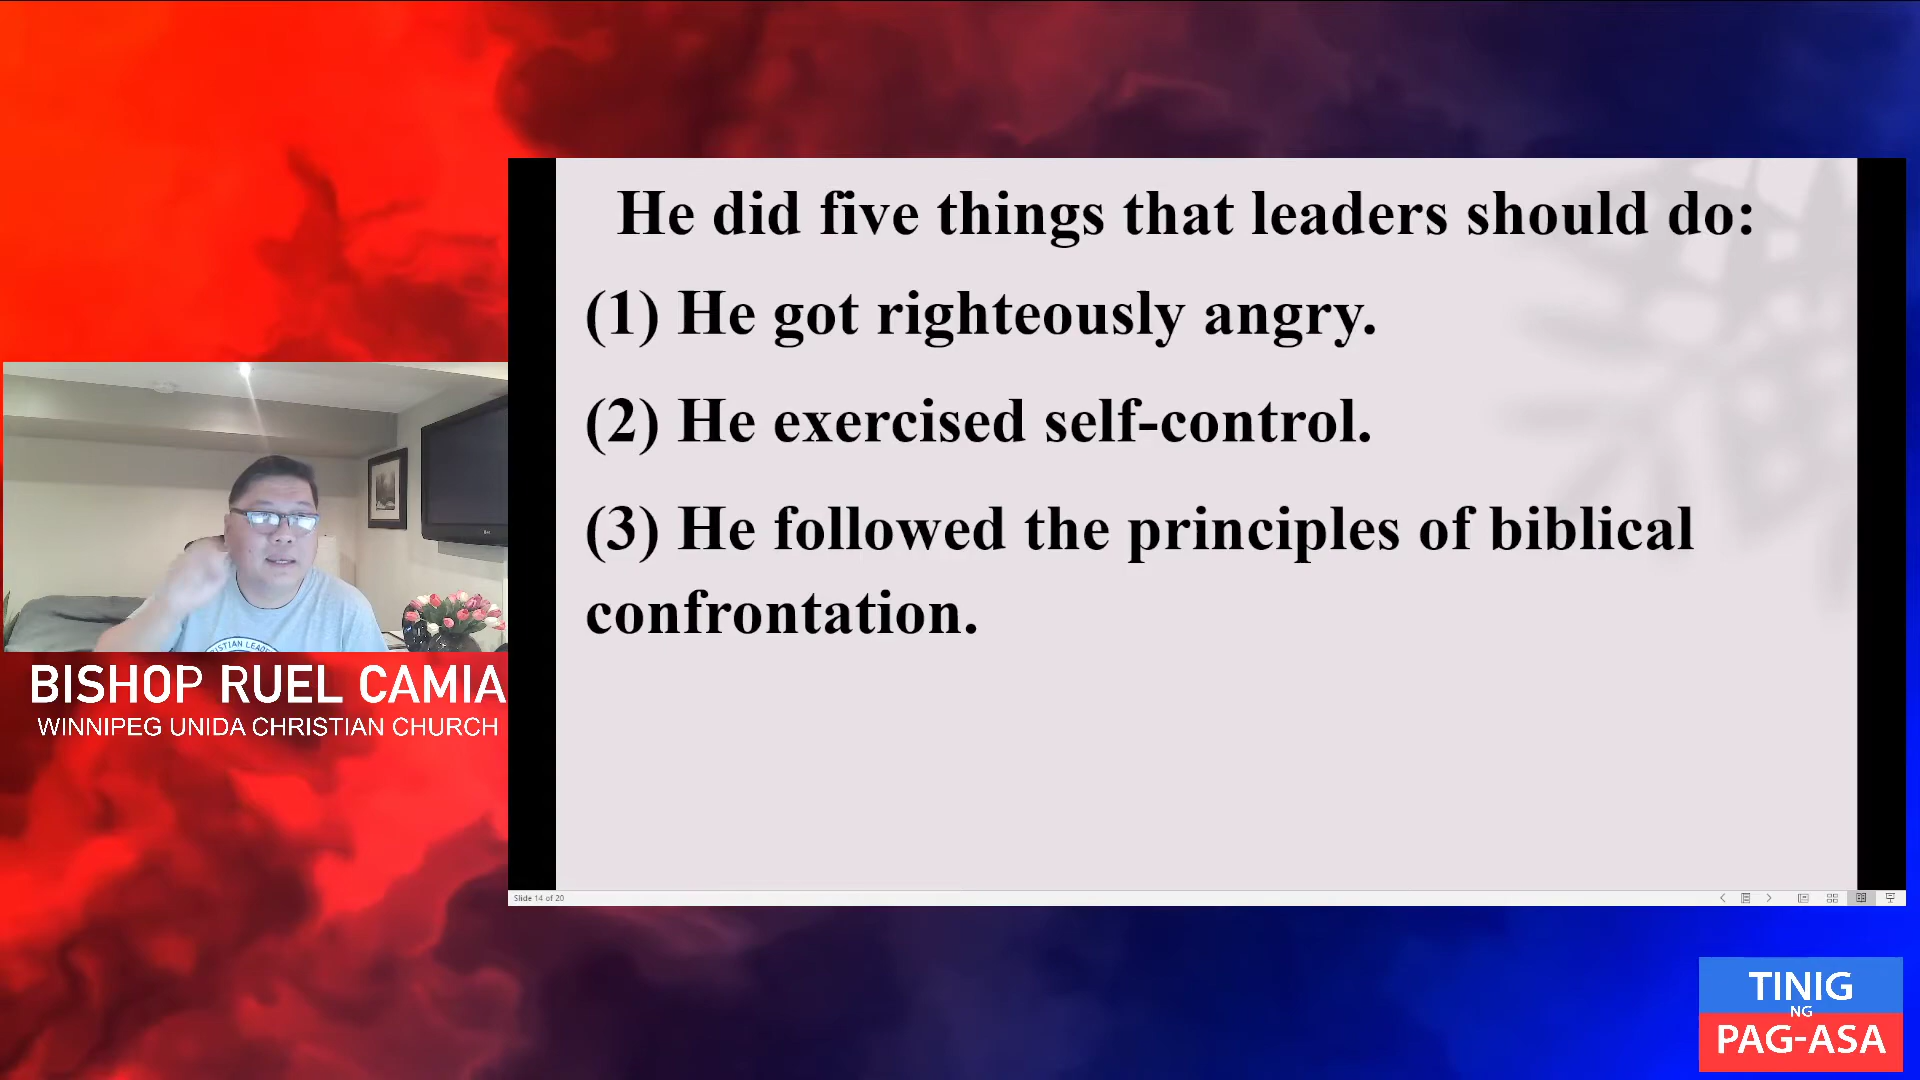 He did five things that leaders should do:
(1) He got righteously angry.
(2) He exercised self-control.
(3) He followed the principles of biblical
confrontation.
BISHOP RUEL CAMIA
WINNIPEG UNIDA CHRISTIAN CHURCH
Slide 14 of 20
TINIG
NG
PAG-ASA